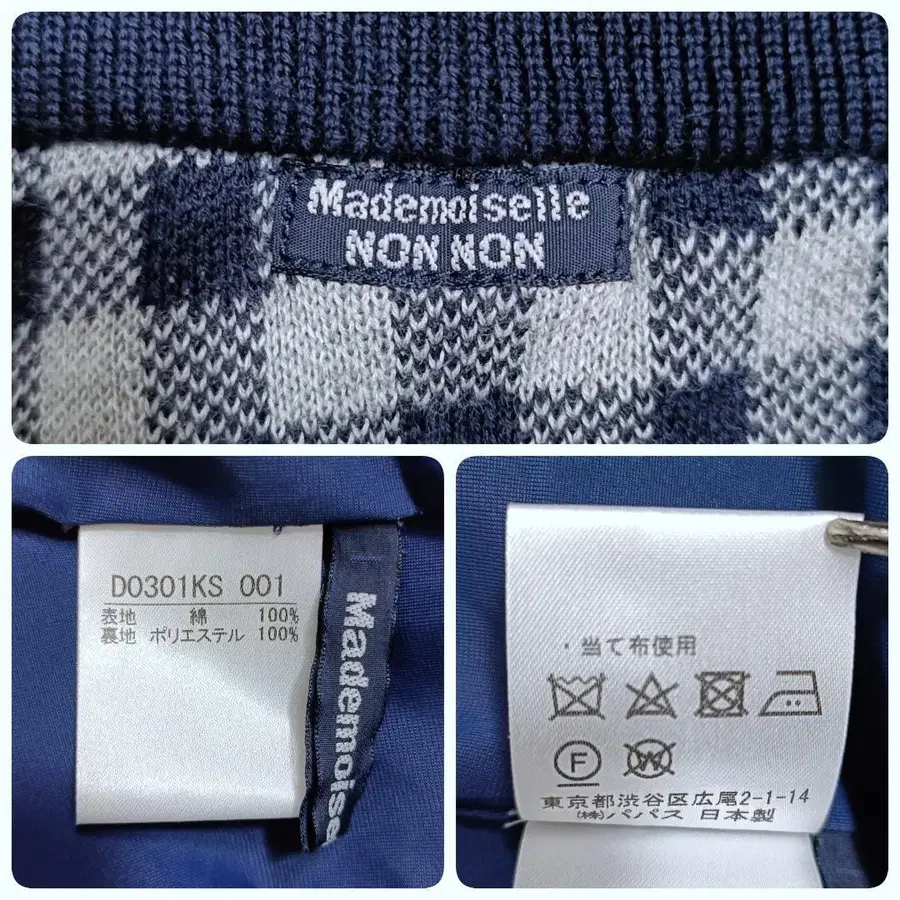 Mademoiselle
NON NON
D0301KS 001
表地 綿 100%
裏地 ポリエステル 100%
Mademoise
・当て布使用
F W
東京都渋谷区広尾2-1-14
(株)パパス 日本製